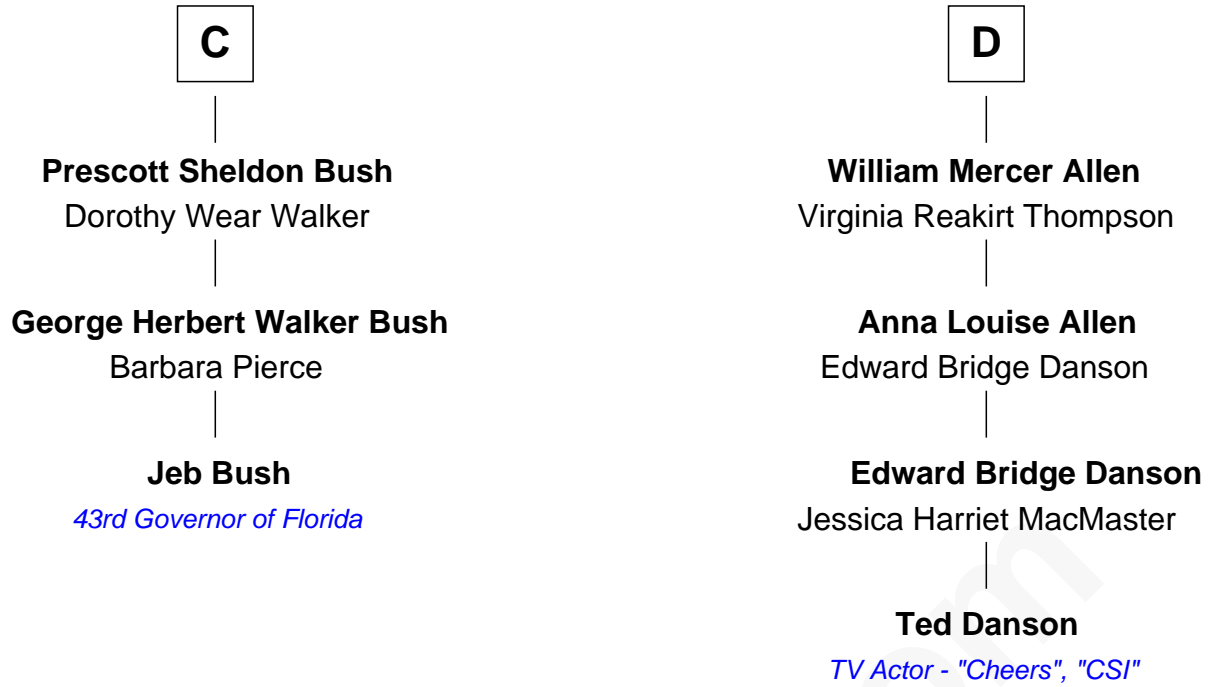 C
Prescott Sheldon Bush
Dorothy Wear Walker
George Herbert Walker Bush
Barbara Pierce
Jeb Bush
43rd Governor of Florida
D
William Mercer Allen
Virginia Reakirt Thompson
Anna Louise Allen
Edward Bridge Danson
Edward Bridge Danson
Jessica Harriet MacMaster
Ted Danson
TV Actor - "Cheers", "CSI"